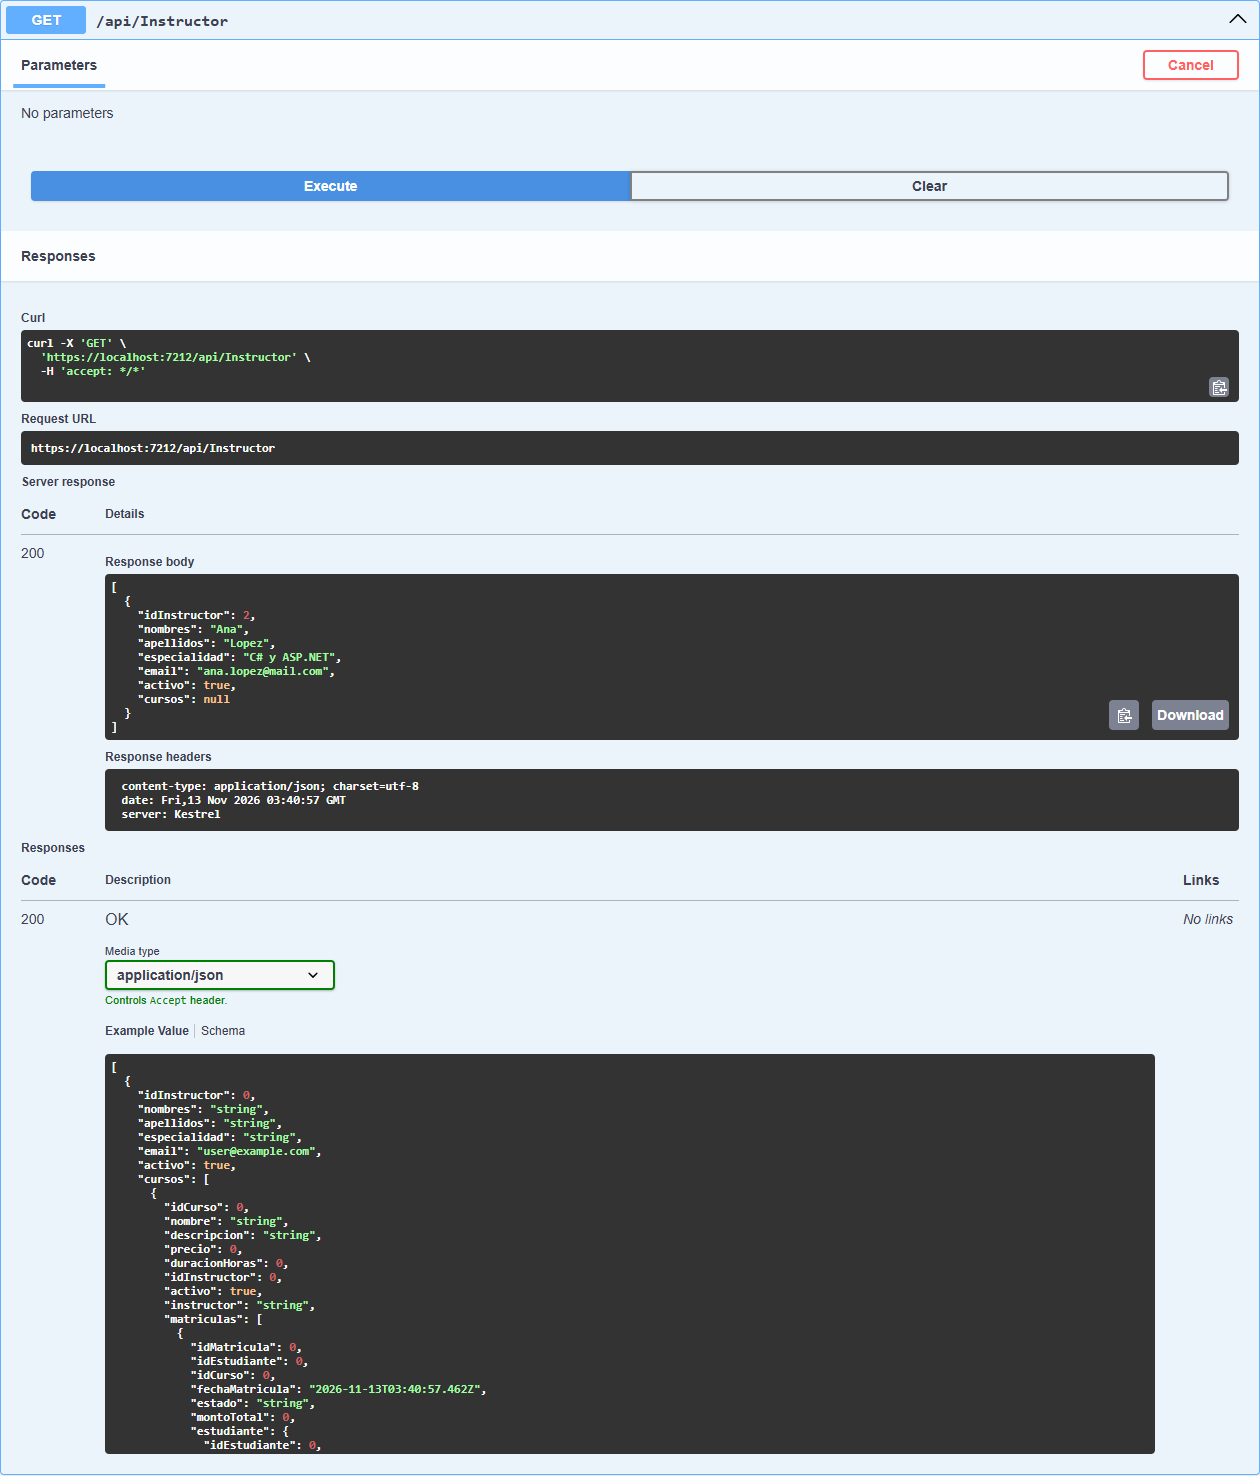 GET /api/Instructor
Parameters
Cancel
No parameters
Execute
Clear
Responses
Curl
curl -X 'GET' \
  'https://localhost:7212/api/Instructor' \
  -H 'accept: */*'
Request URL
https://localhost:7212/api/Instructor
Server response
Code Details
200
Response body
[
  {
    "idInstructor": 2,
    "nombres": "Ana",
    "apellidos": "Lopez",
    "especialidad": "C# y ASP.NET",
    "email": "ana.lopez@mail.com",
    "activo": true,
    "cursos": null
  }
]
Download
Response headers
content-type: application/json; charset=utf-8
date: Fri,13 Nov 2026 03:40:57 GMT
server: Kestrel
Responses
Code Description Links
200 OK No links
Media type
application/json
Controls Accept header.
Example Value Schema
[
  {
    "idInstructor": 0,
    "nombres": "string",
    "apellidos": "string",
    "especialidad": "string",
    "email": "user@example.com",
    "activo": true,
    "cursos": [
      {
        "idCurso": 0,
        "nombre": "string",
        "descripcion": "string",
        "precio": 0,
        "duracionHoras": 0,
        "idInstructor": 0,
        "activo": true,
        "instructor": "string",
        "matriculas": [
          {
            "idMatricula": 0,
            "idEstudiante": 0,
            "idCurso": 0,
            "fechaMatricula": "2026-11-13T03:40:57.462Z",
            "estado": "string",
            "montoTotal": 0,
            "estudiante": {
              "idEstudiante": 0,